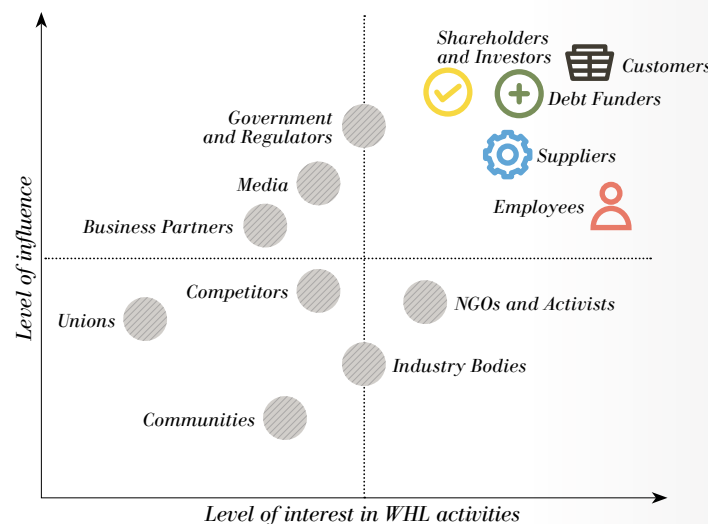 Shareholders
and Investors
Customers
Debt Funders
Government
and Regulators
Suppliers
Media
Employees
Business Partners
Level of influence
Competitors
NGOs and Activists
Unions
Industry Bodies
Communities
Level of interest in WHL activities